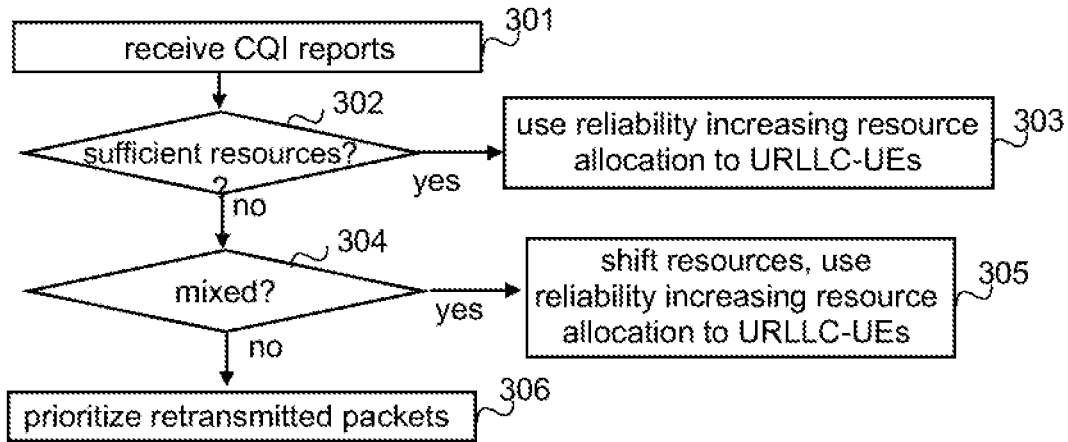 301
receive CQI reports
302
sufficient resources?
?
yes
no
use reliability increasing resource
allocation to URLLC-UEs
303
304
mixed?
yes
no
shift resources, use
reliability increasing resource
allocation to URLLC-UEs
305
prioritize retransmitted packets
306